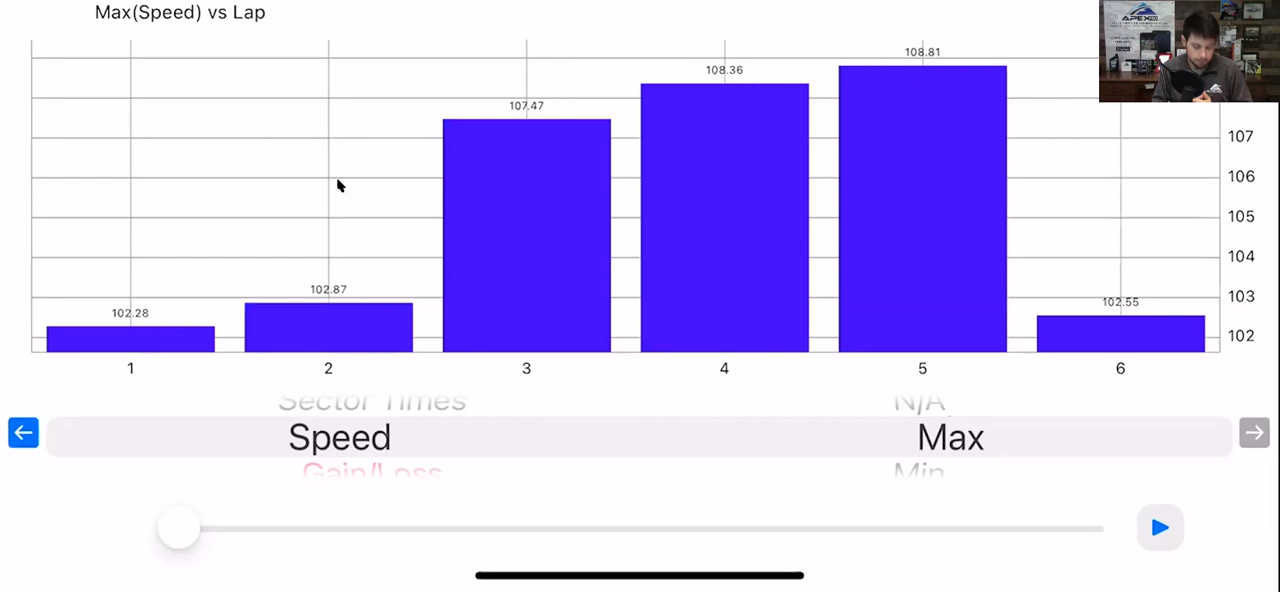 Max(Speed) vs Lap
108.81
108.36
107.47
102.87
102.28
102.55
107
106
105
104
103
102
1 2 3 4 5 6
Sector Times N/A
Speed Max
Gain/Loss Min
APEX